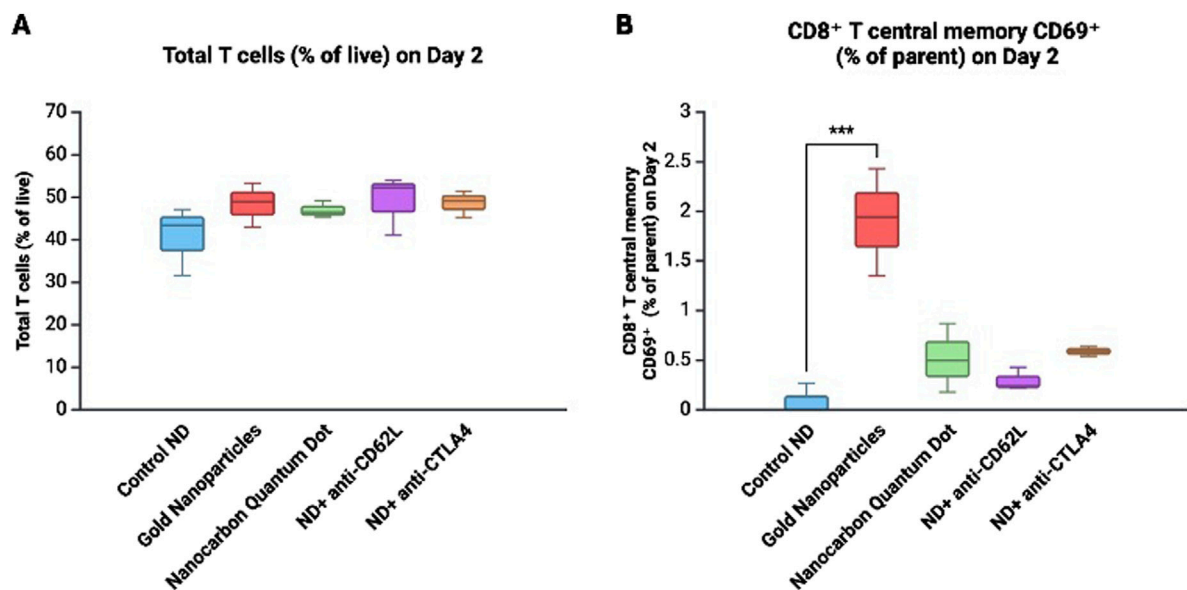 A
Total T cells (% of live) on Day 2
Total T cells (% of live)
70
60
50
40
30
20
10
0
Control ND
Gold Nanoparticles
Nanocarbon Quantum Dot
ND+ anti-CD62L
ND+ anti-CTLA4
B
CD8⁺ T central memory CD69⁺
(% of parent) on Day 2
CD8⁺ T central memory
CD69⁺ (% of parent) on Day 2
3
2.5
2
1.5
1
0.5
0
***
Control ND
Gold Nanoparticles
Nanocarbon Quantum Dot
ND+ anti-CD62L
ND+ anti-CTLA4